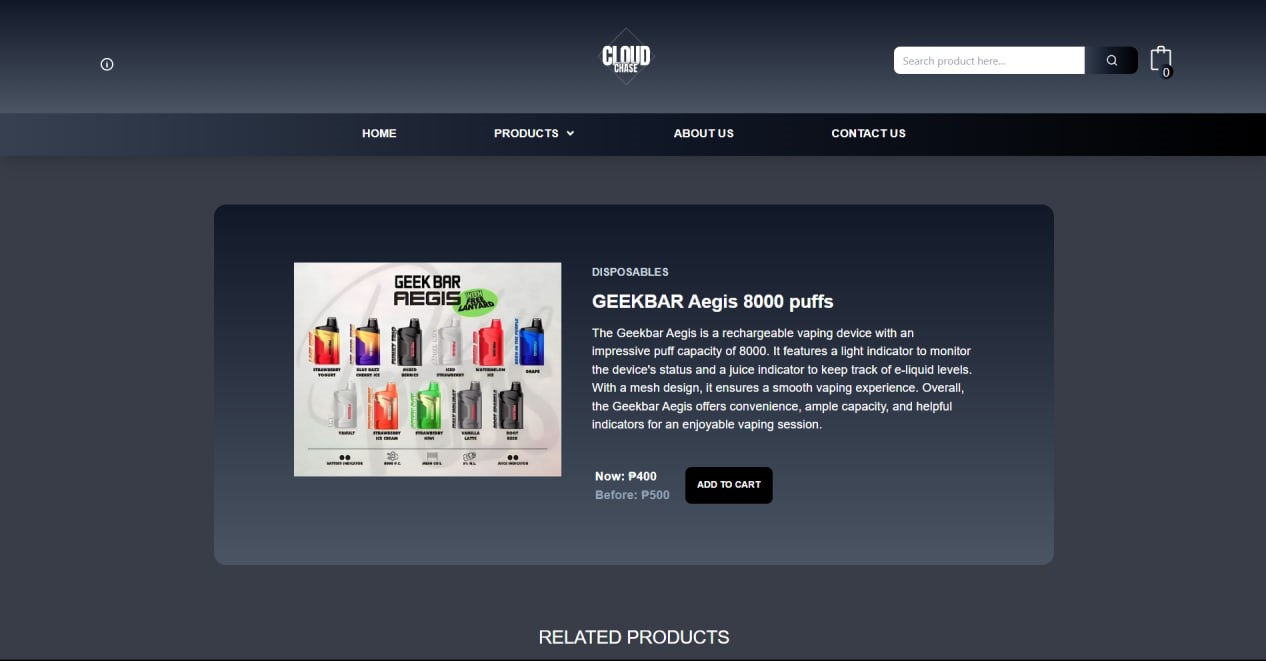 CLOUD
CHASE
Search product here...
0
HOME
PRODUCTS
ABOUT US
CONTACT US
GEEK BAR
AEGIS
WITH
FREE
LANYARD
STRAWBERRY
YOGURT
BLUE RAZZ
CHERRY ICE
MIXED
BERRIES
ICED
STRAWBERRY
WATERMELON
ICE
GRAPE
YAKULT
STRAWBERRY
ICE CREAM
STRAWBERRY
KIWI
VANILLA
LATTE
ROOT
BEER
BATTERY INDICATOR
MESH COIL
JUICE INDICATOR
DISPOSABLES
GEEKBAR Aegis 8000 puffs
The Geekbar Aegis is a rechargeable vaping device with an
impressive puff capacity of 8000. It features a light indicator to monitor
the device's status and a juice indicator to keep track of e-liquid levels.
With a mesh design, it ensures a smooth vaping experience. Overall,
the Geekbar Aegis offers convenience, ample capacity, and helpful
indicators for an enjoyable vaping session.
Now: ₱400
Before: ₱500
ADD TO CART
RELATED PRODUCTS